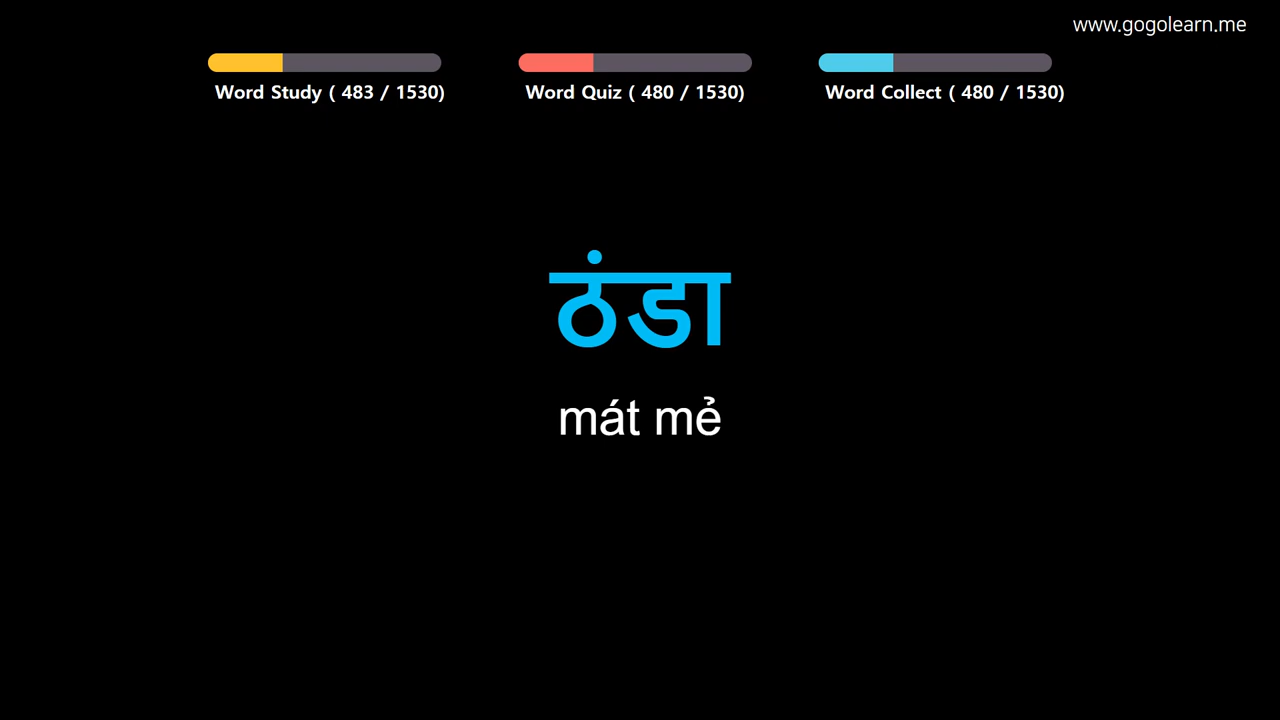 www.gogolearn.me
Word Study ( 483 / 1530)
Word Quiz ( 480 / 1530)
Word Collect ( 480 / 1530)
ठंडा
mát mẻ